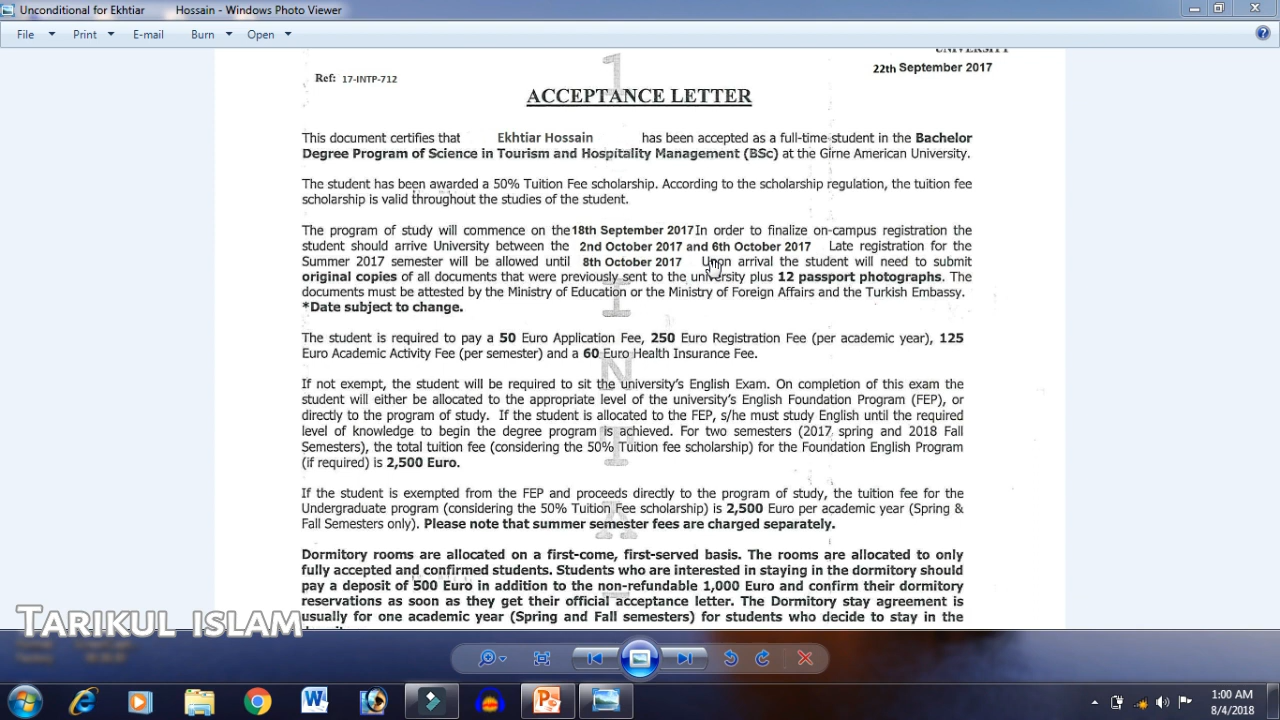 Unconditional for Ekhtiar Hossain - Windows Photo Viewer
File Print E-mail Burn Open
UNIVERSITY
Ref: 17-INTP-712
22th September 2017
ACCEPTANCE LETTER
This document certifies that Ekhtiar Hossain has been accepted as a full-time student in the Bachelor
Degree Program of Science in Tourism and Hospitality Management (BSc) at the Girne American University.
The student has been awarded a 50% Tuition Fee scholarship. According to the scholarship regulation, the tuition fee
scholarship is valid throughout the studies of the student.
The program of study will commence on the 18th September 2017 In order to finalize on-campus registration the
student should arrive University between the 2nd October 2017 and 6th October 2017 Late registration for the
Summer 2017 semester will be allowed until 8th October 2017 Upon arrival the student will need to submit
original copies of all documents that were previously sent to the university plus 12 passport photographs. The
documents must be attested by the Ministry of Education or the Ministry of Foreign Affairs and the Turkish Embassy.
*Date subject to change.
The student is required to pay a 50 Euro Application Fee, 250 Euro Registration Fee (per academic year), 125
Euro Academic Activity Fee (per semester) and a 60 Euro Health Insurance Fee.
If not exempt, the student will be required to sit the university's English Exam. On completion of this exam the
student will either be allocated to the appropriate level of the university's English Foundation Program (FEP), or
directly to the program of study. If the student is allocated to the FEP, s/he must study English until the required
level of knowledge to begin the degree program is achieved. For two semesters (2017 spring and 2018 Fall
Semesters), the total tuition fee (considering the 50% Tuition fee scholarship) for the Foundation English Program
(if required) is 2,500 Euro.
If the student is exempted from the FEP and proceeds directly to the program of study, the tuition fee for the
Undergraduate program (considering the 50% Tuition Fee scholarship) is 2,500 Euro per academic year (Spring &
Fall Semesters only). Please note that summer semester fees are charged separately.
Dormitory rooms are allocated on a first-come, first-served basis. The rooms are allocated to only
fully accepted and confirmed students. Students who are interested in staying in the dormitory should
pay a deposit of 500 Euro in addition to the non-refundable 1,000 Euro and confirm their dormitory
reservations as soon as they get their official acceptance letter. The Dormitory stay agreement is
usually for one academic year (Spring and Fall semesters) for students who decide to stay in the
TARIKUL ISLAM
1:00 AM
8/4/2018